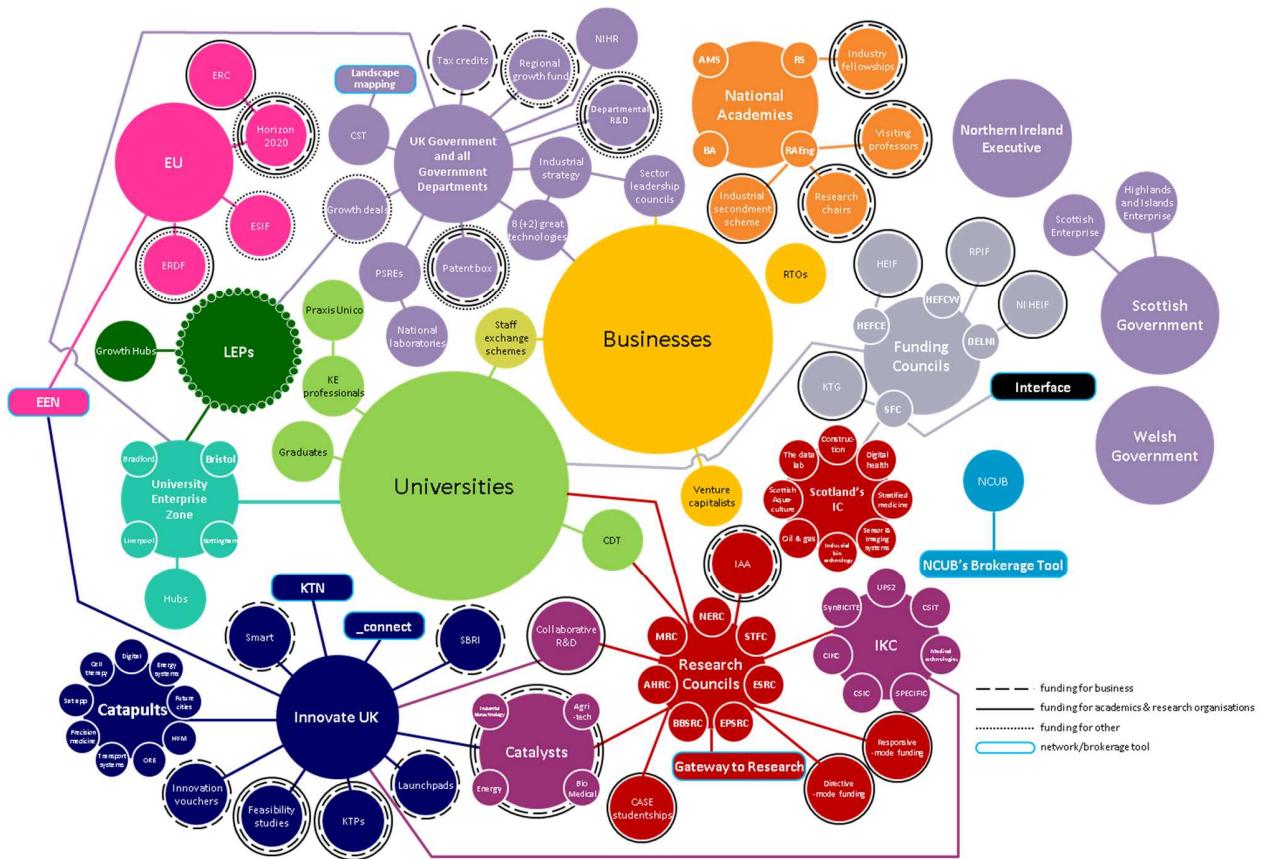 ERC
Horizon
2020
EU
ESIF
ERDF
Landscape
mapping
CST
Tax credits
Regional
growth fund
NIHR
Departmental
R&D
UK Government
and all
Government
Departments
Industrial
strategy
Sector
leadership
councils
8 (+2) great
technologies
Growth deals
PSREs
Patent box
National
laboratories
AMS
RS
National
Academies
BA
RAEng
Industry
fellowships
Visiting
professors
Research
chairs
Industrial
secondment
scheme
Northern Ireland
Executive
Highlands
and Islands
Enterprise
Scottish
Enterprise
Scottish
Government
Welsh
Government
LEPs
Growth Hubs
EEN
Praxis Unico
KE
professionals
Graduates
Staff
exchange
schemes
Businesses
RTOs
Venture
capitalists
Universities
CDT
HEIF
RPIF
NI HEIF
HEFCW
HEFCE
DELNI
Funding
Councils
KTG
SFC
Interface
Bradford
Bristol
University
Enterprise
Zone
Liverpool
Nottingham
Hubs
Construc-
tion
The data
lab
Digital
health
Scottish
Aqua-
culture
Scotland's
IC
Stratified
medicine
Oil & gas
Industrial
bio
technology
Sensor &
Imaging
systems
NCUB
NCUB's Brokerage Tool
KTN
_connect
Smart
SBRI
Innovate UK
Innovation
vouchers
Feasibility
studies
KTPs
Launchpads
Catapults
Cell
therapy
Digital
Energy
systems
Future
cities
HVM
ORE
Transport
systems
Precision
medicine
Sat app
Collaborative
R&D
Industrial
Biotechnology
Agri
-tech
Catalysts
Energy
Bio
Medical
IAA
NERC
MRC
STFC
AHRC
Research
Councils
ESRC
BBSRC
EPSRC
Gateway to Research
CASE
studentships
Directive
-mode funding
Responsive
-mode funding
UPS2
SynBICITE
CSIT
IKC
Medical
technologies
CSIC
SPECIFIC
funding for business
funding for academics & research organisations
funding for other
network/brokerage tool